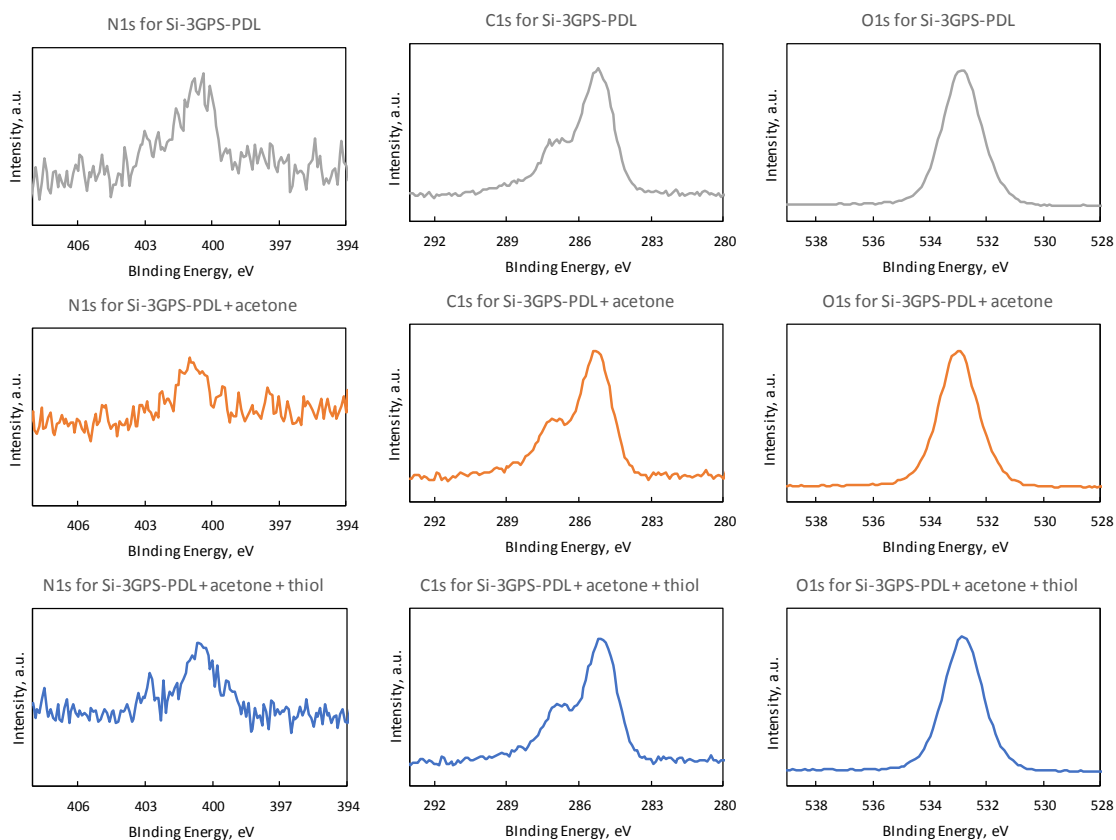 N1s for Si-3GPS-PDL
C1s for Si-3GPS-PDL
O1s for Si-3GPS-PDL
Intensity, a.u.
Intensity, a.u.
Intensity, a.u.
406 403 400 397 394
292 289 286 283 280
538 536 534 532 530 528
BInding Energy, eV
BInding Energy, eV
BInding Energy, eV
N1s for Si-3GPS-PDL + acetone
C1s for Si-3GPS-PDL + acetone
O1s for Si-3GPS-PDL + acetone
Intensity, a.u.
Intensity, a.u.
Intensity, a.u.
406 403 400 397 394
292 289 286 283 280
538 536 534 532 530 528
BInding Energy, eV
BInding Energy, eV
BInding Energy, eV
N1s for Si-3GPS-PDL + acetone + thiol
C1s for Si-3GPS-PDL + acetone + thiol
O1s for Si-3GPS-PDL + acetone + thiol
Intensity, a.u.
Intensity, a.u.
Intensity, a.u.
406 403 400 397 394
292 289 286 283 280
538 536 534 532 530 528
BInding Energy, eV
BInding Energy, eV
BInding Energy, eV